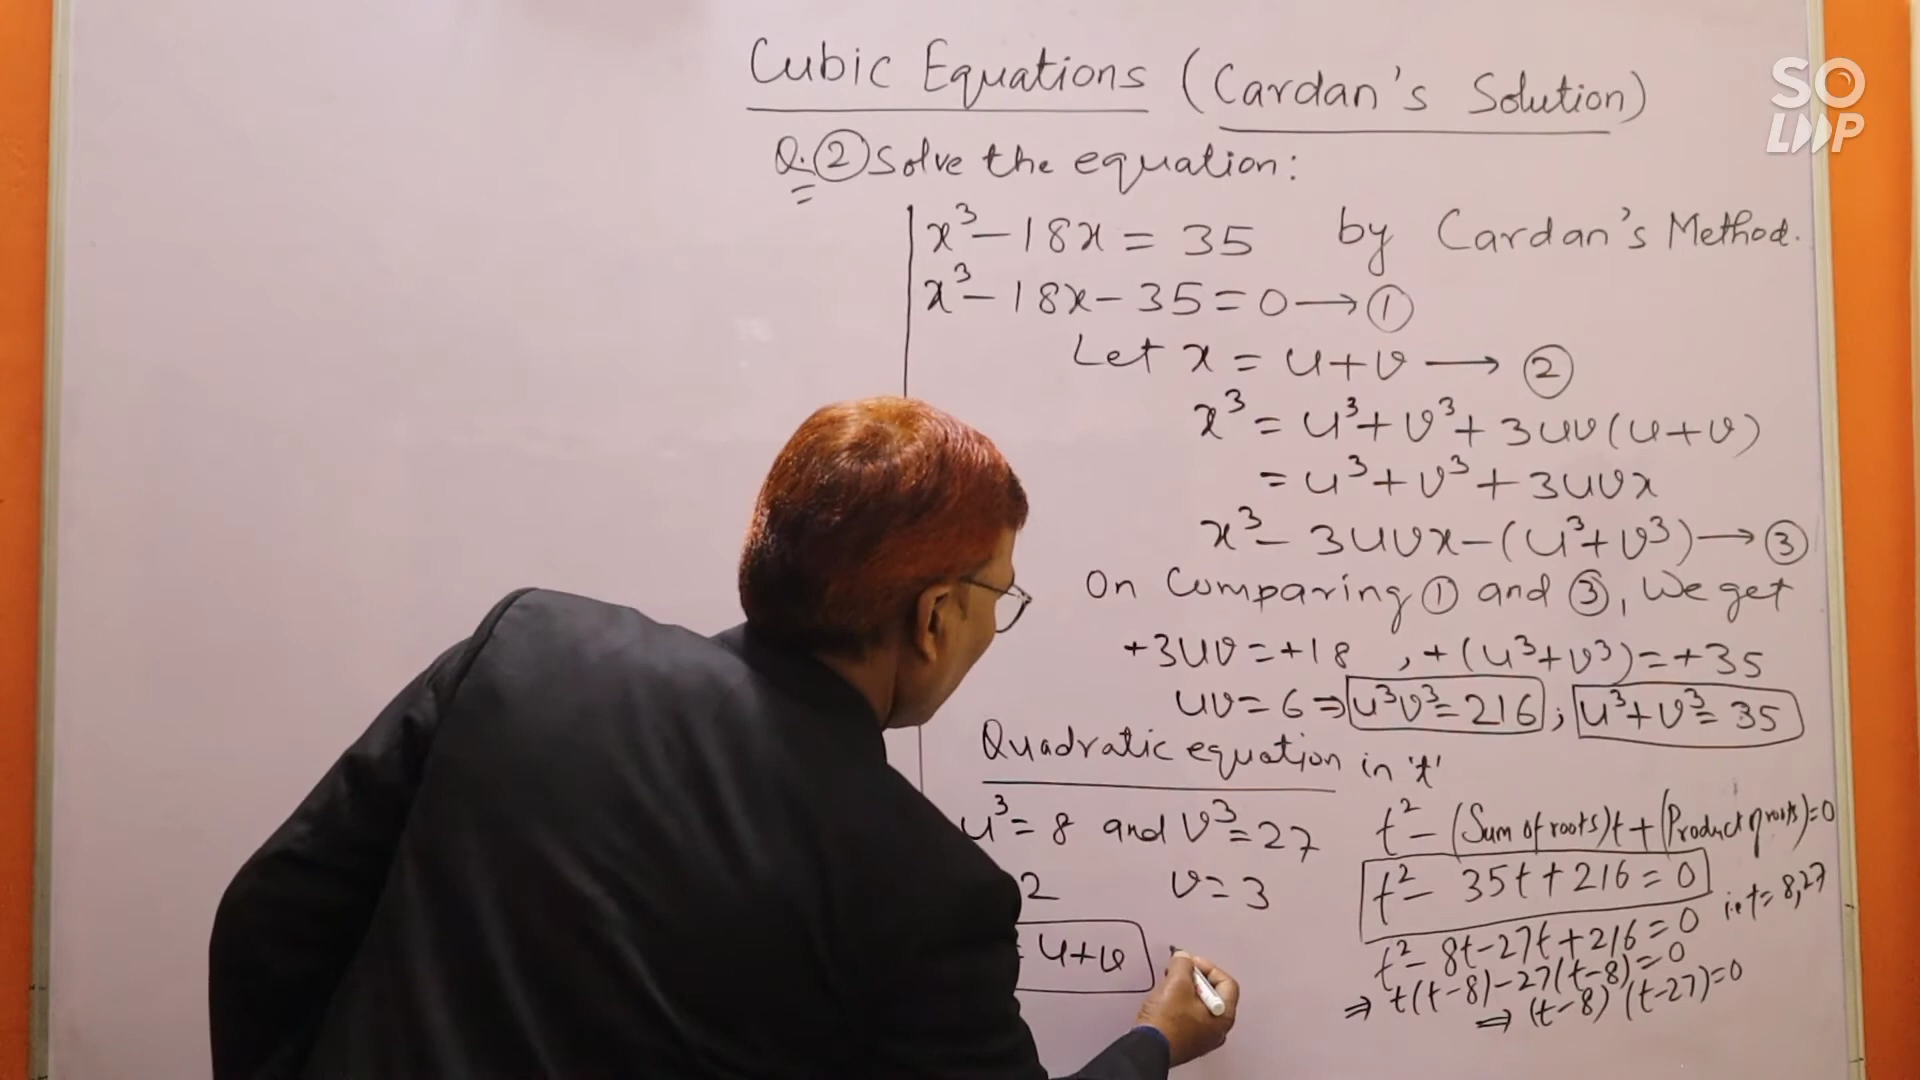 Cubic Equations (Cardan's Solution)
SO
LOOP
Q. ② Solve the equation:
x³ - 18x = 35 by Cardan's Method.
x³ - 18x - 35 = 0 → ①
Let x = u + v → ②
x³ = u³ + v³ + 3uv(u + v)
= u³ + v³ + 3uvx
x³ - 3uvx - (u³ + v³) → ③
On Comparing ① and ③, We get
+3uv = +18 , +(u³ + v³) = +35
uv = 6 ⇒ u³v³ = 216 ; u³ + v³ = 35
Quadratic equation in 't'
u³ = 8 and v³ = 27
2 v = 3
= u + v
t² - (Sum of roots)t + (Product of roots) = 0
t² - 35t + 216 = 0
i.e t = 8, 27
t² - 8t - 27t + 216 = 0
⇒ t(t - 8) - 27(t - 8) = 0
⇒ (t - 8) (t - 27) = 0